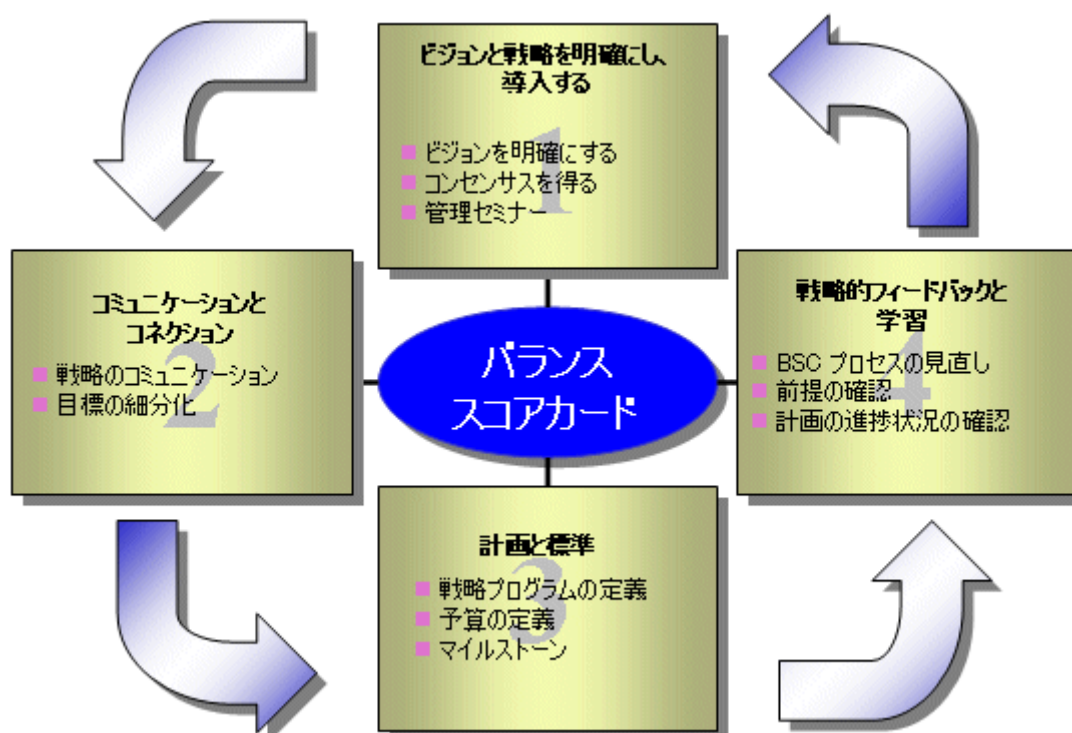 ビジョンと戦略を明確にし、
導入する
1
ビジョンを明確にする
コンセンサスを得る
管理セミナー
コミュニケーションと
コネクション
2
戦略のコミュニケーション
目標の細分化
バランス
スコアカード
戦略的フィードバックと
学習
4
BSC プロセスの見直し
前提の確認
計画の進捗状況の確認
計画と標準
3
戦略プログラムの定義
予算の定義
マイルストーン